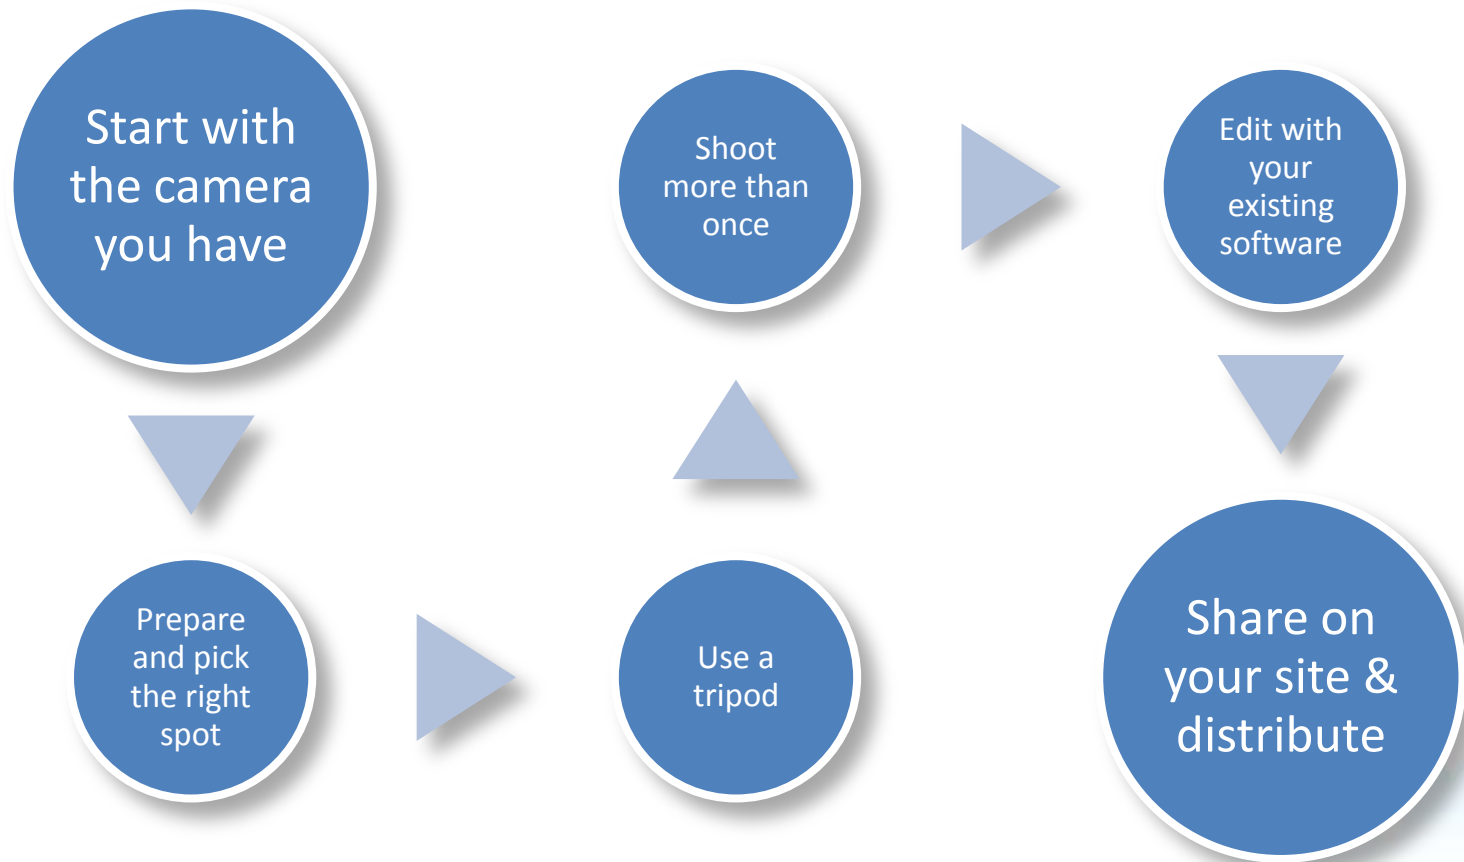 Start with
the camera
you have
Prepare
and pick
the right
spot
Use a
tripod
Shoot
more than
once
Edit with
your
existing
software
Share on
your site &
distribute